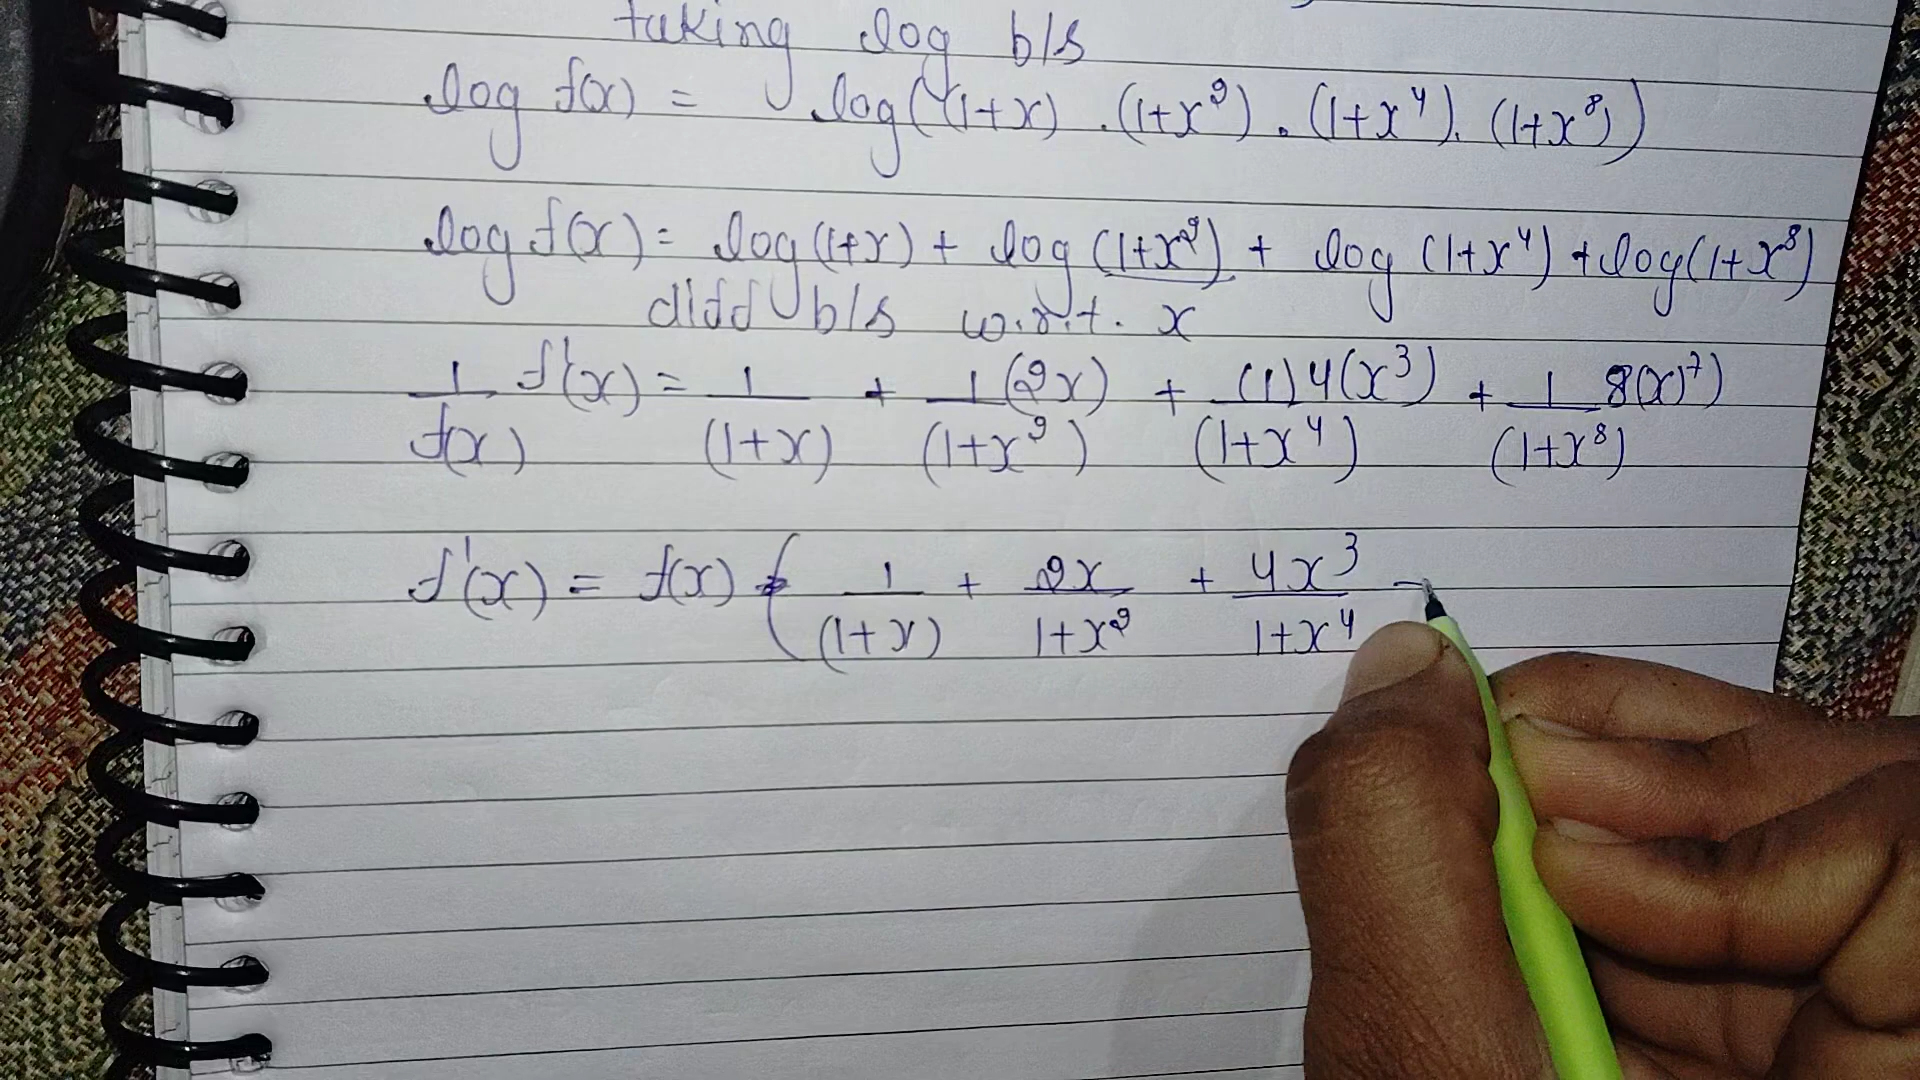 taking log b/s
log f(x) = log((1+x) . (1+x²) . (1+x⁴). (1+x⁸))
log f(x) = log (1+x) + log (1+x²) + log (1+x⁴) + log(1+x⁸)
diff b/s w.r.t. x
1/f(x) f'(x) = 1/(1+x) + 1/(1+x²) (2x) + (1)4(x³)/(1+x⁴) + 1/(1+x⁸) 8(x)⁷)
f'(x) = f(x) ( 1/(1+x) + 2x/1+x² + 4x³/1+x⁴ -